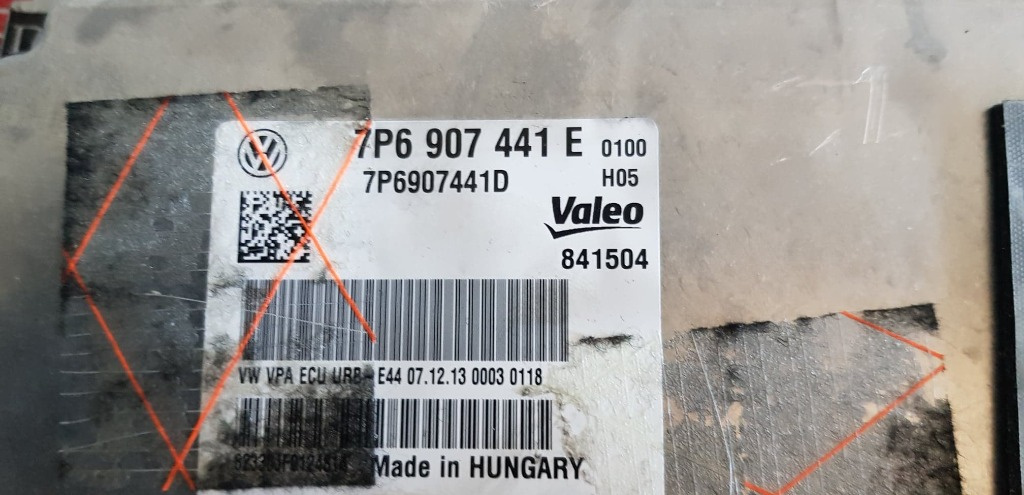 7P6 907 441 E 0100
7P6907441D H05
Valeo
841504
VW VPA ECU URB E44 07.12.13 0003 0118
Made in HUNGARY